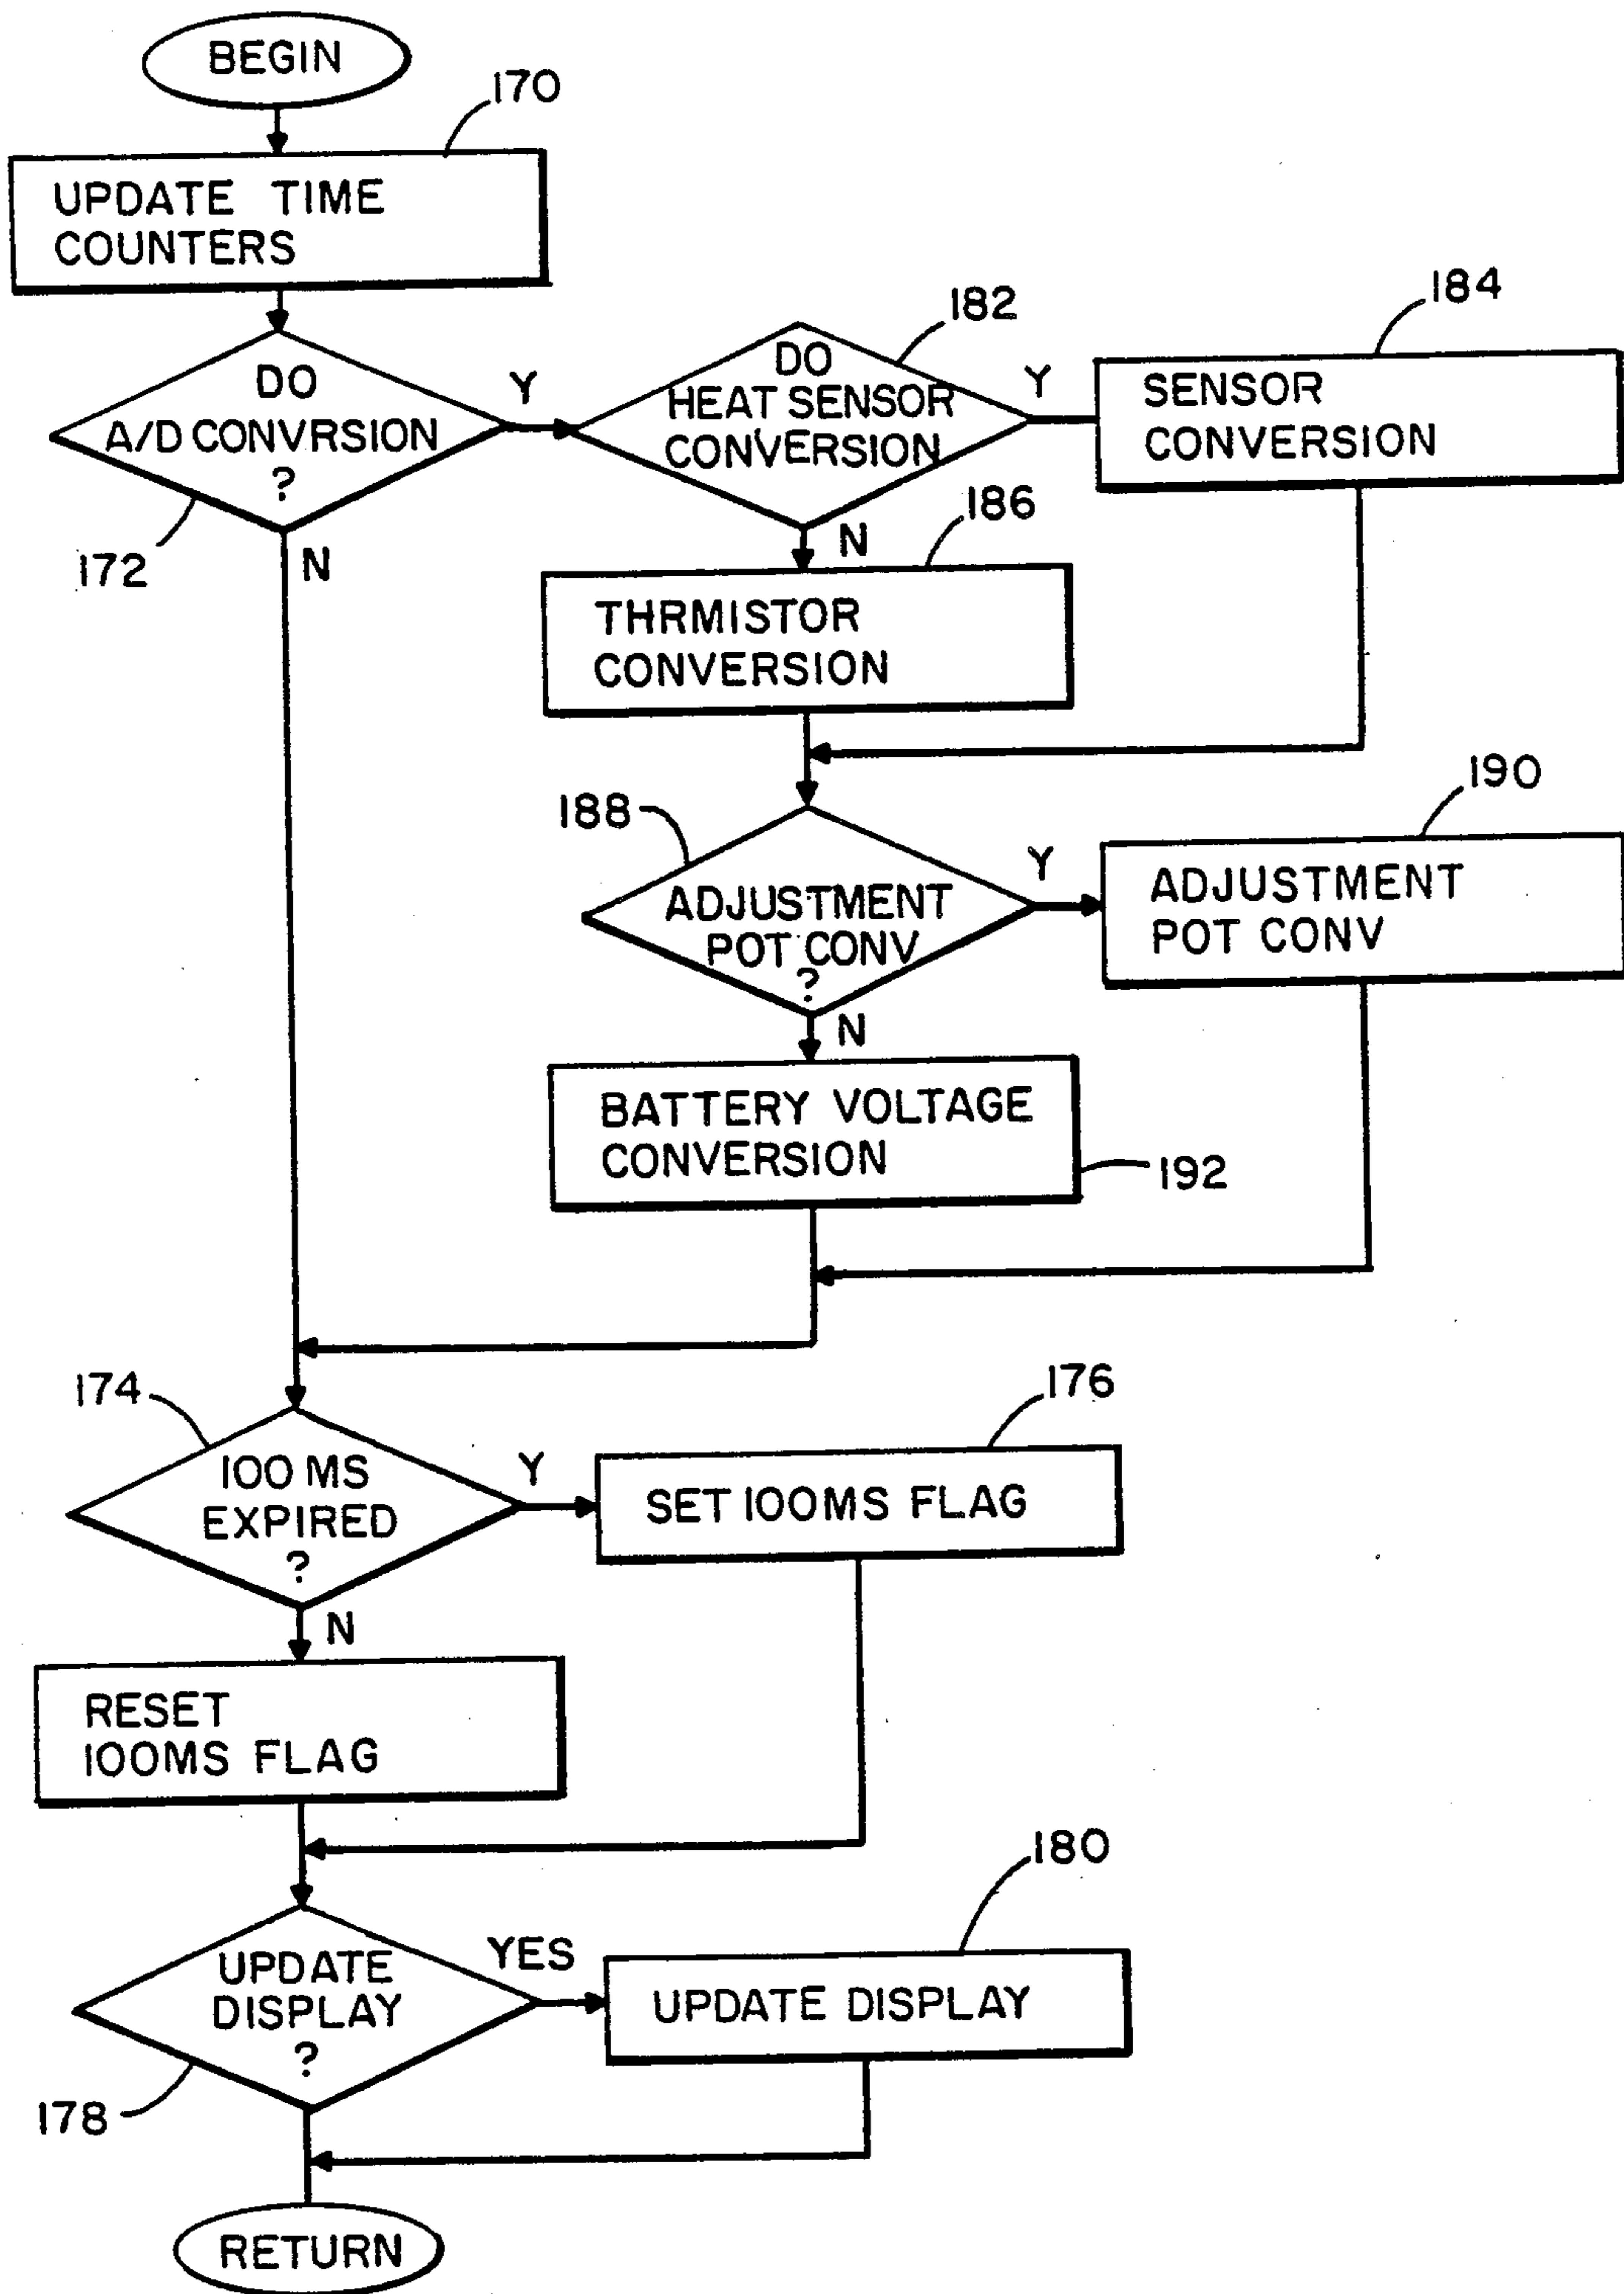 BEGIN
170
UPDATE TIME
COUNTERS
182
184
DO
A/D CONVRSION
?
Y
172
N
DO
HEAT SENSOR
CONVERSION
Y
SENSOR
CONVERSION
N
186
THRMISTOR
CONVERSION
188
190
ADJUSTMENT
POT CONV
?
Y
ADJUSTMENT
POT CONV
N
BATTERY VOLTAGE
CONVERSION
192
174
176
100 MS
EXPIRED
?
Y
SET 100MS FLAG
N
RESET
100MS FLAG
180
UPDATE
DISPLAY
?
YES
UPDATE DISPLAY
178
RETURN